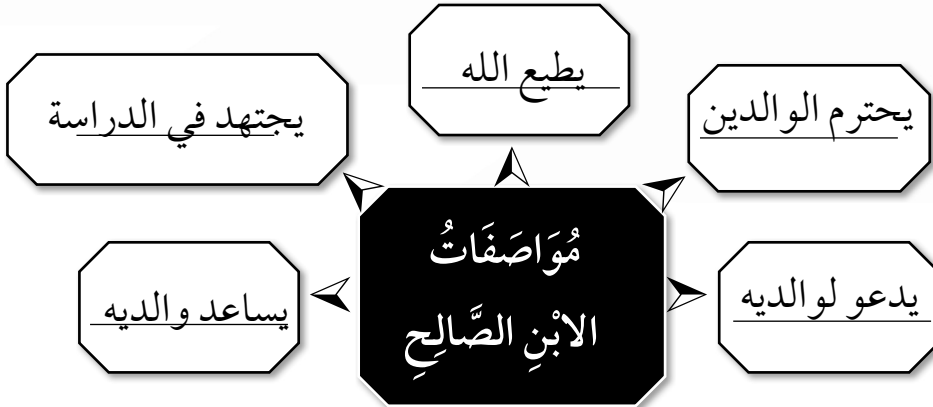 يطيع الله
يحترم الوالدين
يجتهد في الدراسة
مُوَاصَفَاتُ
الابْنِ الصَّالِحِ
يدعو لوالديه
يساعد والديه